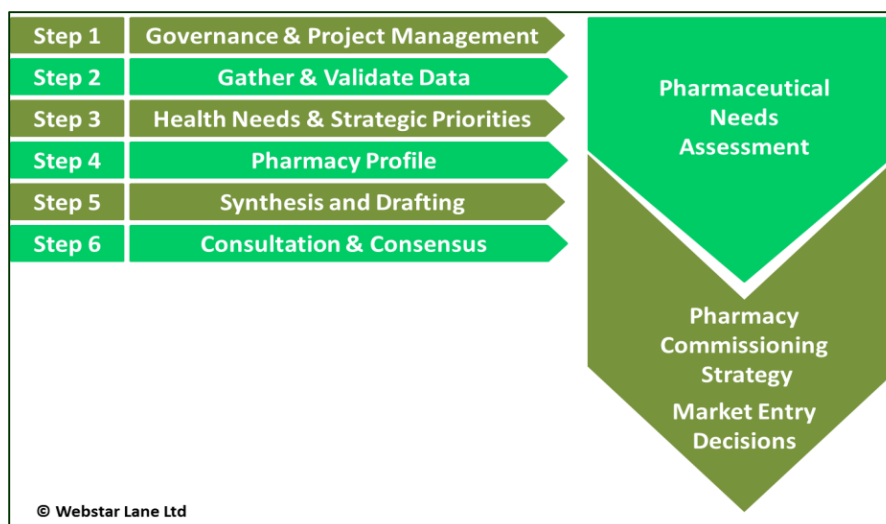 Step 1 Governance & Project Management
Step 2 Gather & Validate Data
Step 3 Health Needs & Strategic Priorities
Step 4 Pharmacy Profile
Step 5 Synthesis and Drafting
Step 6 Consultation & Consensus
Pharmaceutical
Needs
Assessment
Pharmacy
Commissioning
Strategy
Market Entry
Decisions
© Webstar Lane Ltd